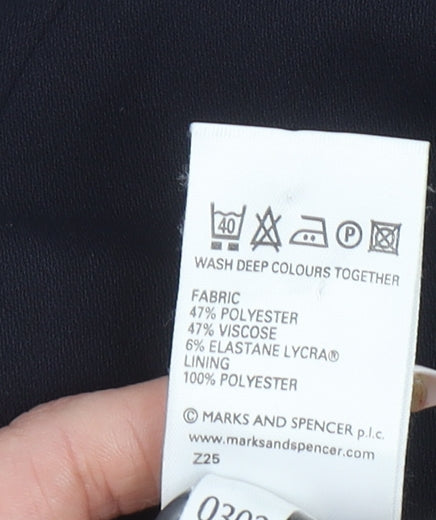 40
P
WASH DEEP COLOURS TOGETHER
FABRIC
47% POLYESTER
47% VISCOSE
6% ELASTANE LYCRA®
LINING
100% POLYESTER
© MARKS AND SPENCER p.l.c.
www.marksandspencer.com
Z25